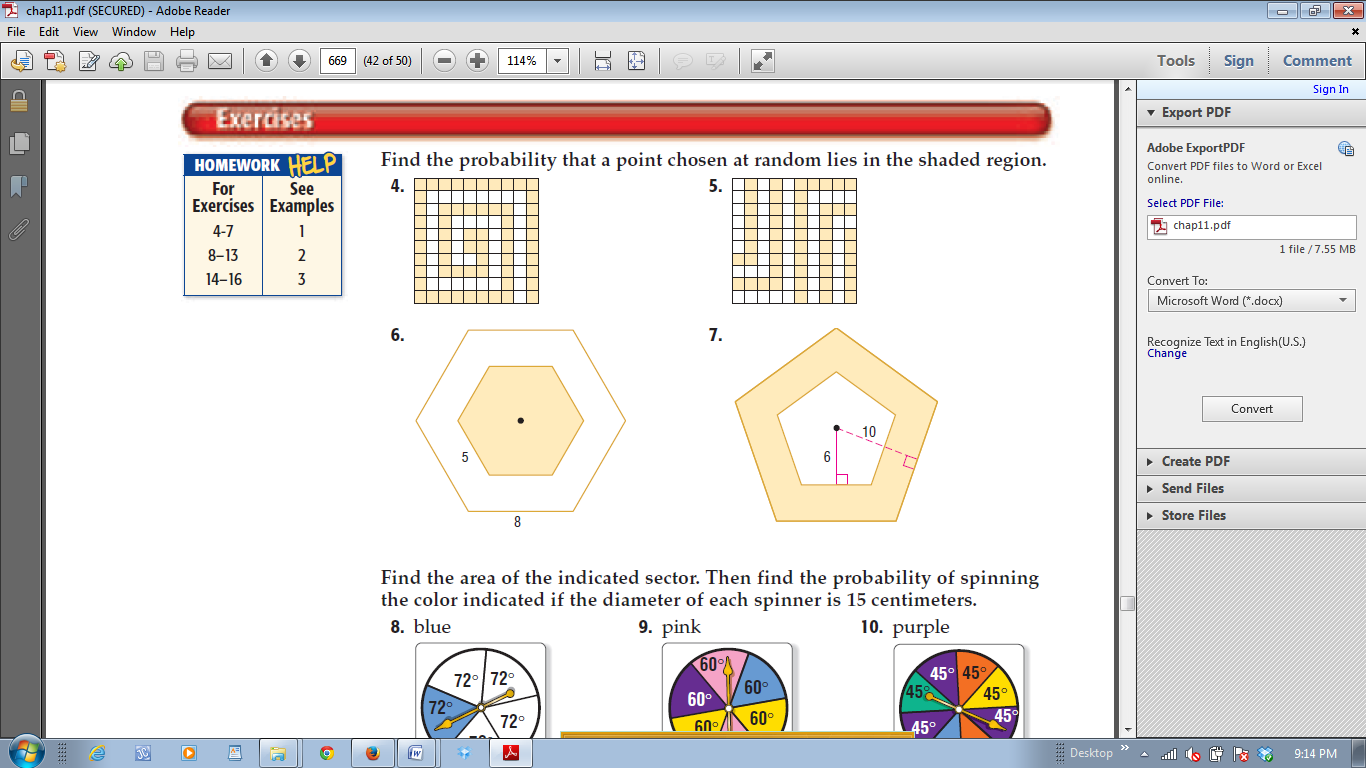 chap11.pdf (SECURED) - Adobe Reader
File Edit View Window Help
669 (42 of 50) 114% Tools Sign Comment
Sign In
Export PDF
Adobe ExportPDF
Convert PDF files to Word or Excel
online.
Select PDF File:
chap11.pdf
1 file / 7.55 MB
Convert To:
Microsoft Word (*.docx)
Recognize Text in English(U.S.)
Change
Convert
Create PDF
Send Files
Store Files
Exercises
HOMEWORK HELP
For See
Exercises Examples
4-7 1
8–13 2
14–16 3
Find the probability that a point chosen at random lies in the shaded region.
4. 5.
6. 7.
5
8
10
6
Find the area of the indicated sector. Then find the probability of spinning
the color indicated if the diameter of each spinner is 15 centimeters.
8. blue 9. pink 10. purple
72° 72°
72° 72°
60°
60° 60°
60° 60°
45° 45°
45° 45°
45° 45°
Desktop 9:14 PM